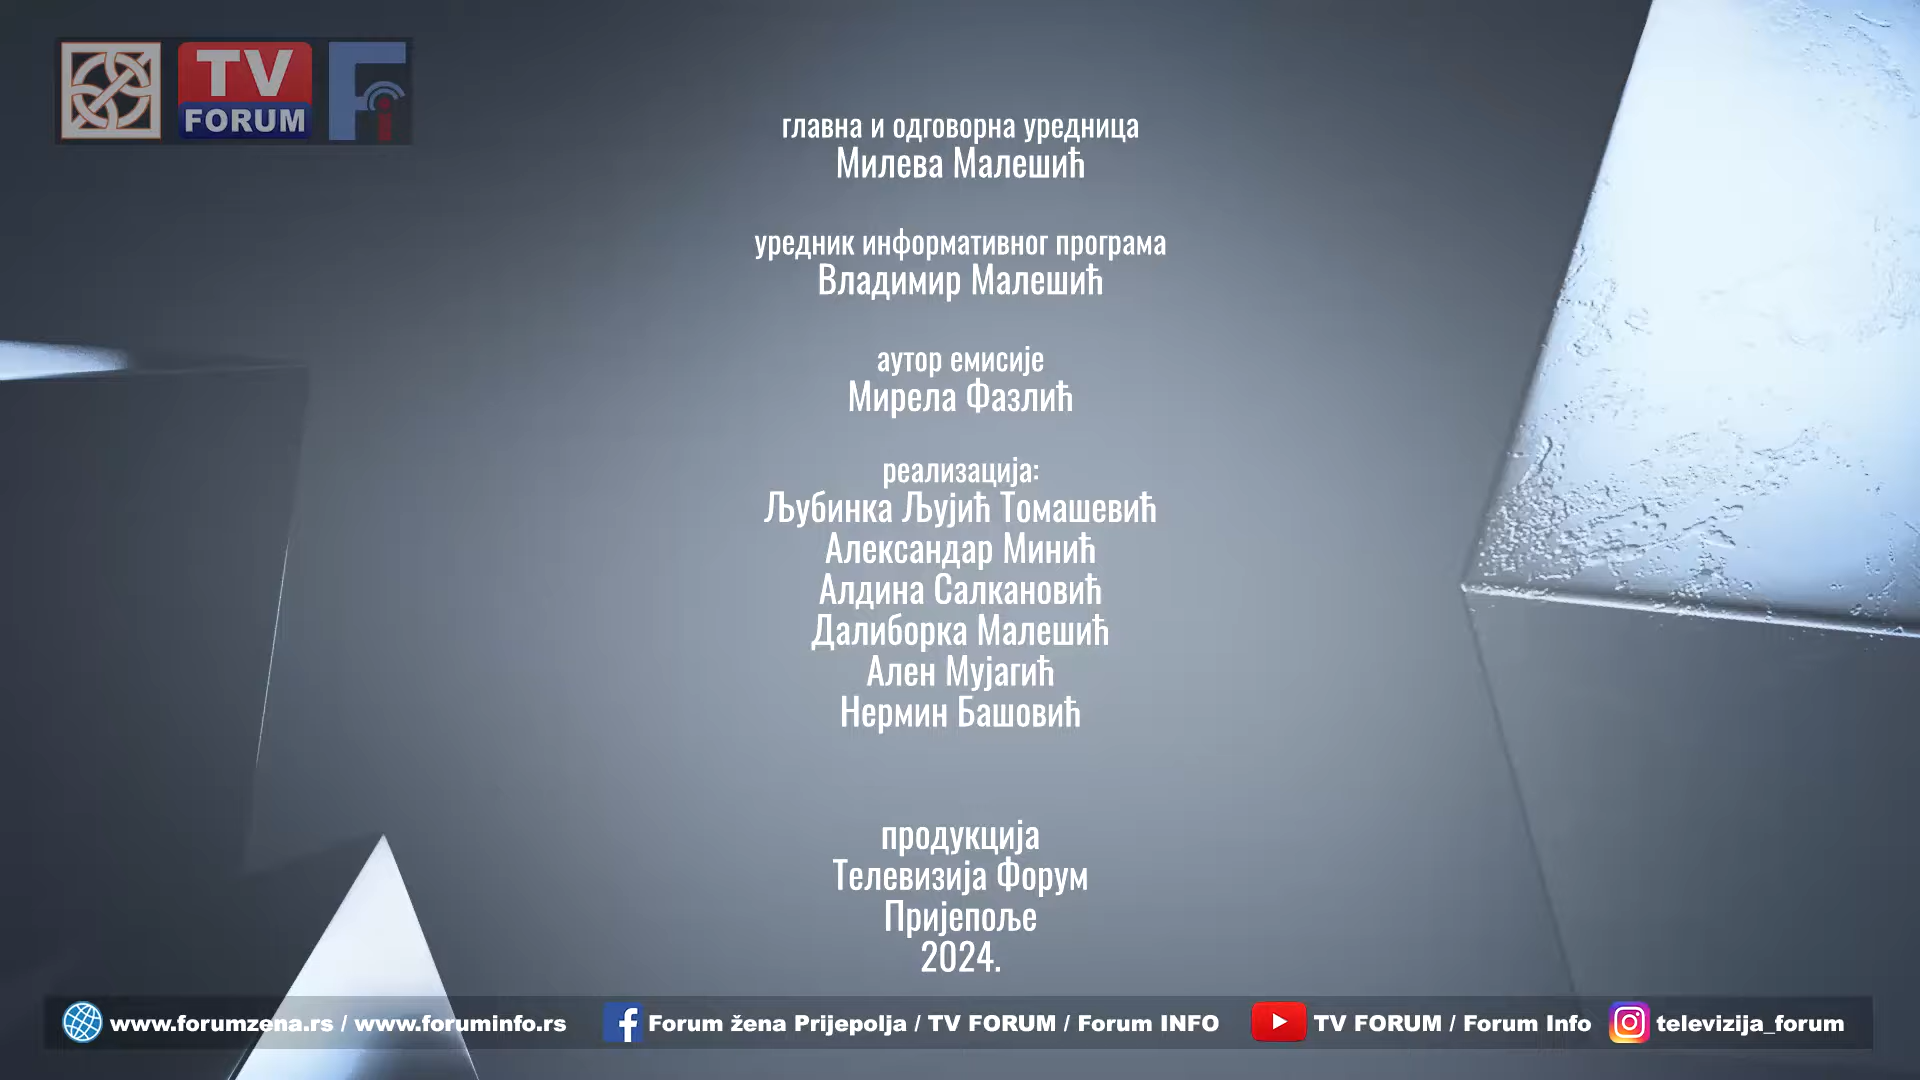 TV
FORUM
Fi
главна и одговорна уредница
Милева Малешић
уредник информативног програма
Владимир Малешић
аутор емисије
Мирела Фазлић
реализација:
Љубинка Љујић Томашевић
Александар Минић
Алдина Салкановић
Далиборка Малешић
Ален Мујагић
Нермин Башовић
продукција
Телевизија Форум
Пријепоље
2024.
www.forumzena.rs / www.foruminfo.rs
Forum žena Prijepolja / TV FORUM / Forum INFO
TV FORUM / Forum Info
televizija_forum